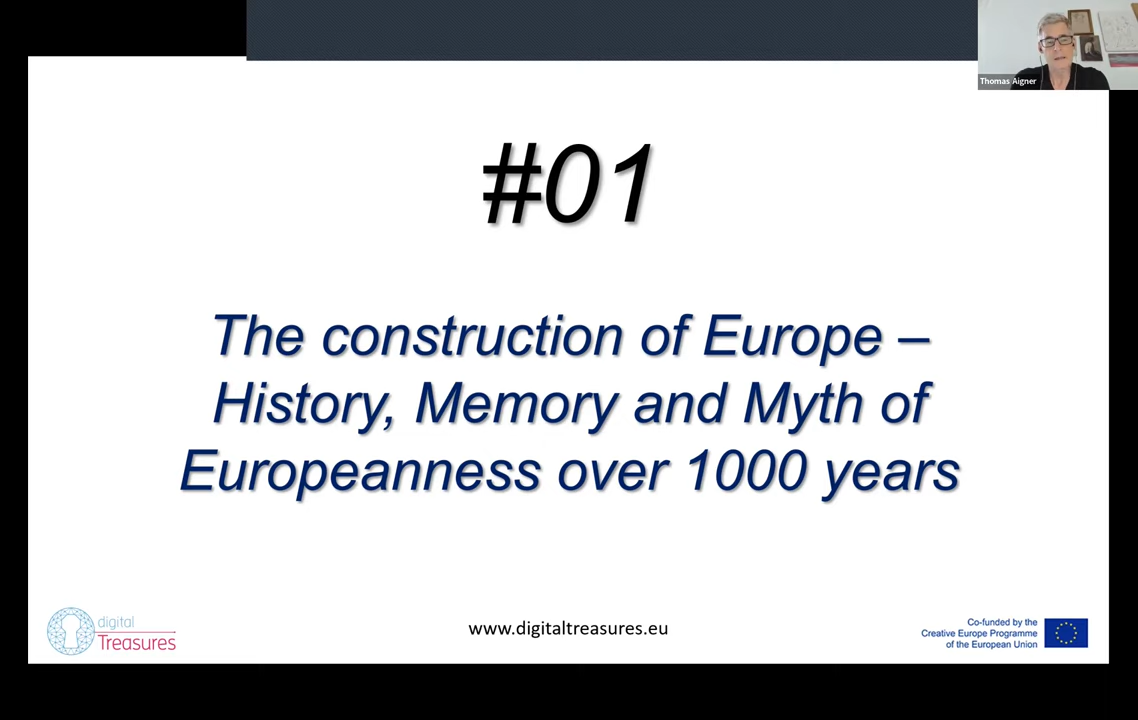 Thomas Aigner
#01
The construction of Europe –
History, Memory and Myth of
Europeanness over 1000 years
digital
Treasures
www.digitaltreasures.eu
Co-funded by the
Creative Europe Programme
of the European Union